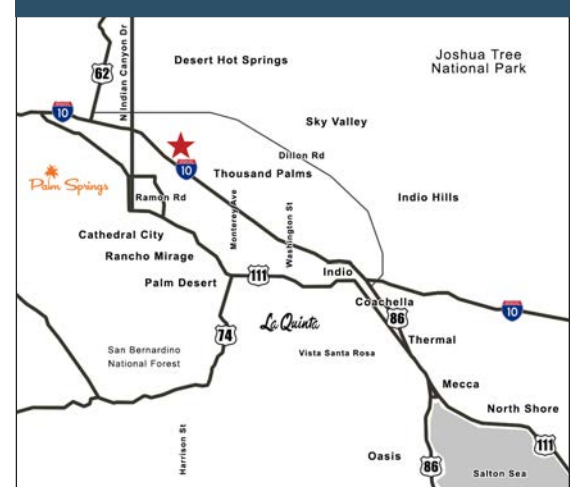 Desert Hot Springs
Joshua Tree
National Park
62
N Indian Canyon Dr
10
Sky Valley
Dillon Rd
10
Thousand Palms
Palm Springs
Ramon Rd
Indio Hills
Monterey Ave
Washington St
Cathedral City
Rancho Mirage
Palm Desert
111
Indio
Coachella
86
10
74
La Quinta
Thermal
San Bernardino
National Forest
Vista Santa Rosa
Mecca
North Shore
Harrison St
Oasis
86
111
Salton Sea